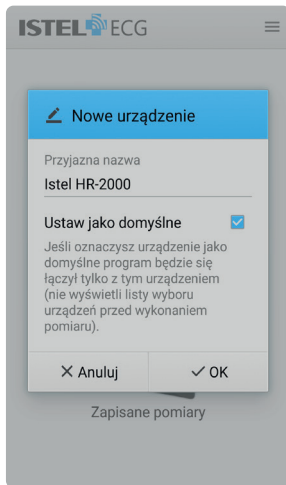 ISTEL ECG
Nowe urządzenie
Przyjazna nazwa
Istel HR-2000
Ustaw jako domyślne
Jeśli oznaczysz urządzenie jako
domyślne program będzie się
łączył tylko z tym urządzeniem
(nie wyświetli listy wyboru
urządzeń przed wykonaniem
pomiaru).
Anuluj OK
Zapisane pomiary